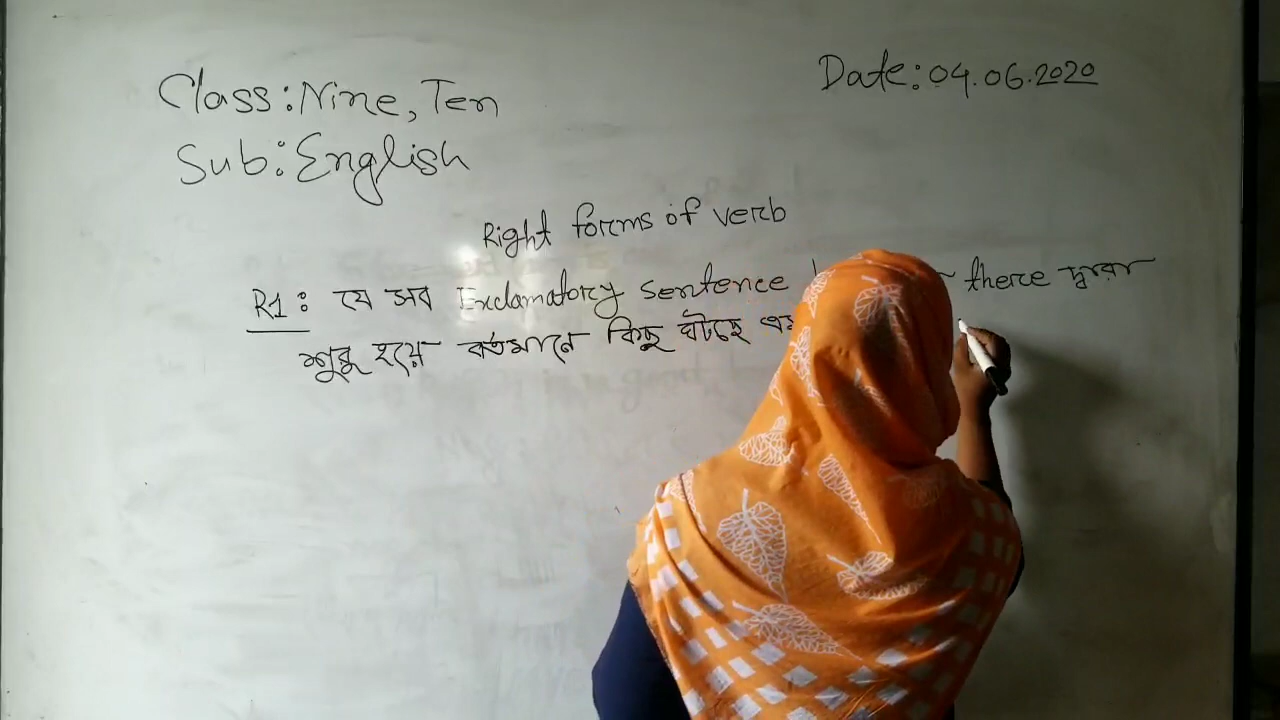 Class: Nine, Ten
Date: 04.06.2020
Sub: English
Right forms of verb
R1: যে সব Exclamatory sentence there দ্বারা
শুরু হয়ে বর্তমানে কিছু ঘটছে